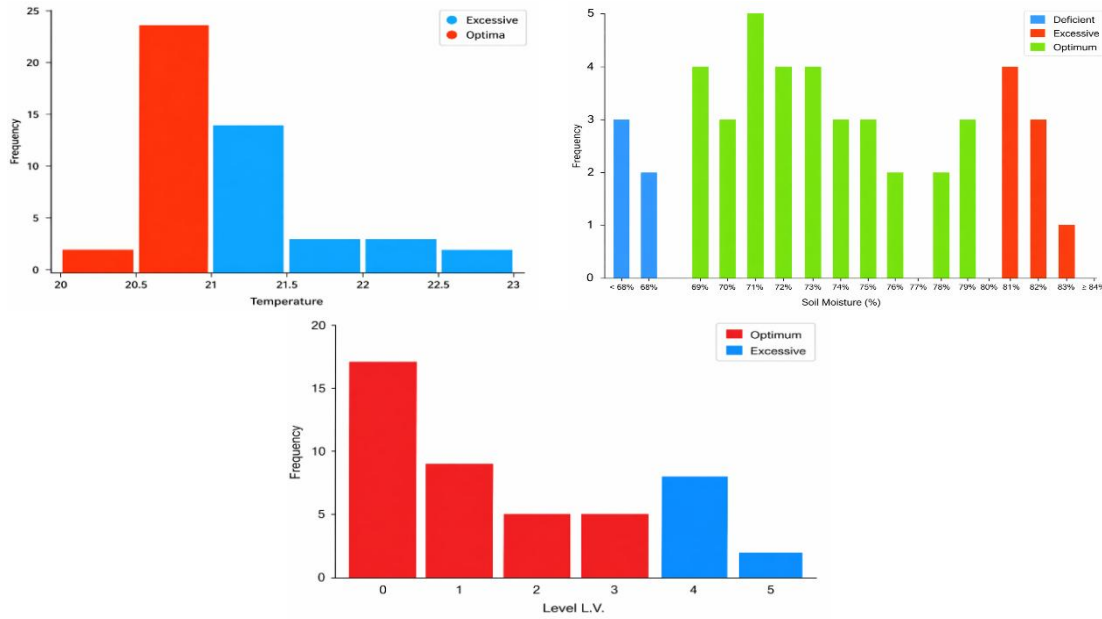 25
20
15
10
5
0
Frequency
20 20.5 21 21.5 22 22.5 23
Temperature
Excessive
Optima
5
4
3
2
1
0
Frequency
< 68% 68% 69% 70% 71% 72% 73% 74% 75% 76% 77% 78% 79% 80% 81% 82% 83% ≥ 84%
Soil Moisture (%)
Deficient
Excessive
Optimum
20
15
10
5
0
Frequency
0 1 2 3 4 5
Level L.V.
Optimum
Excessive